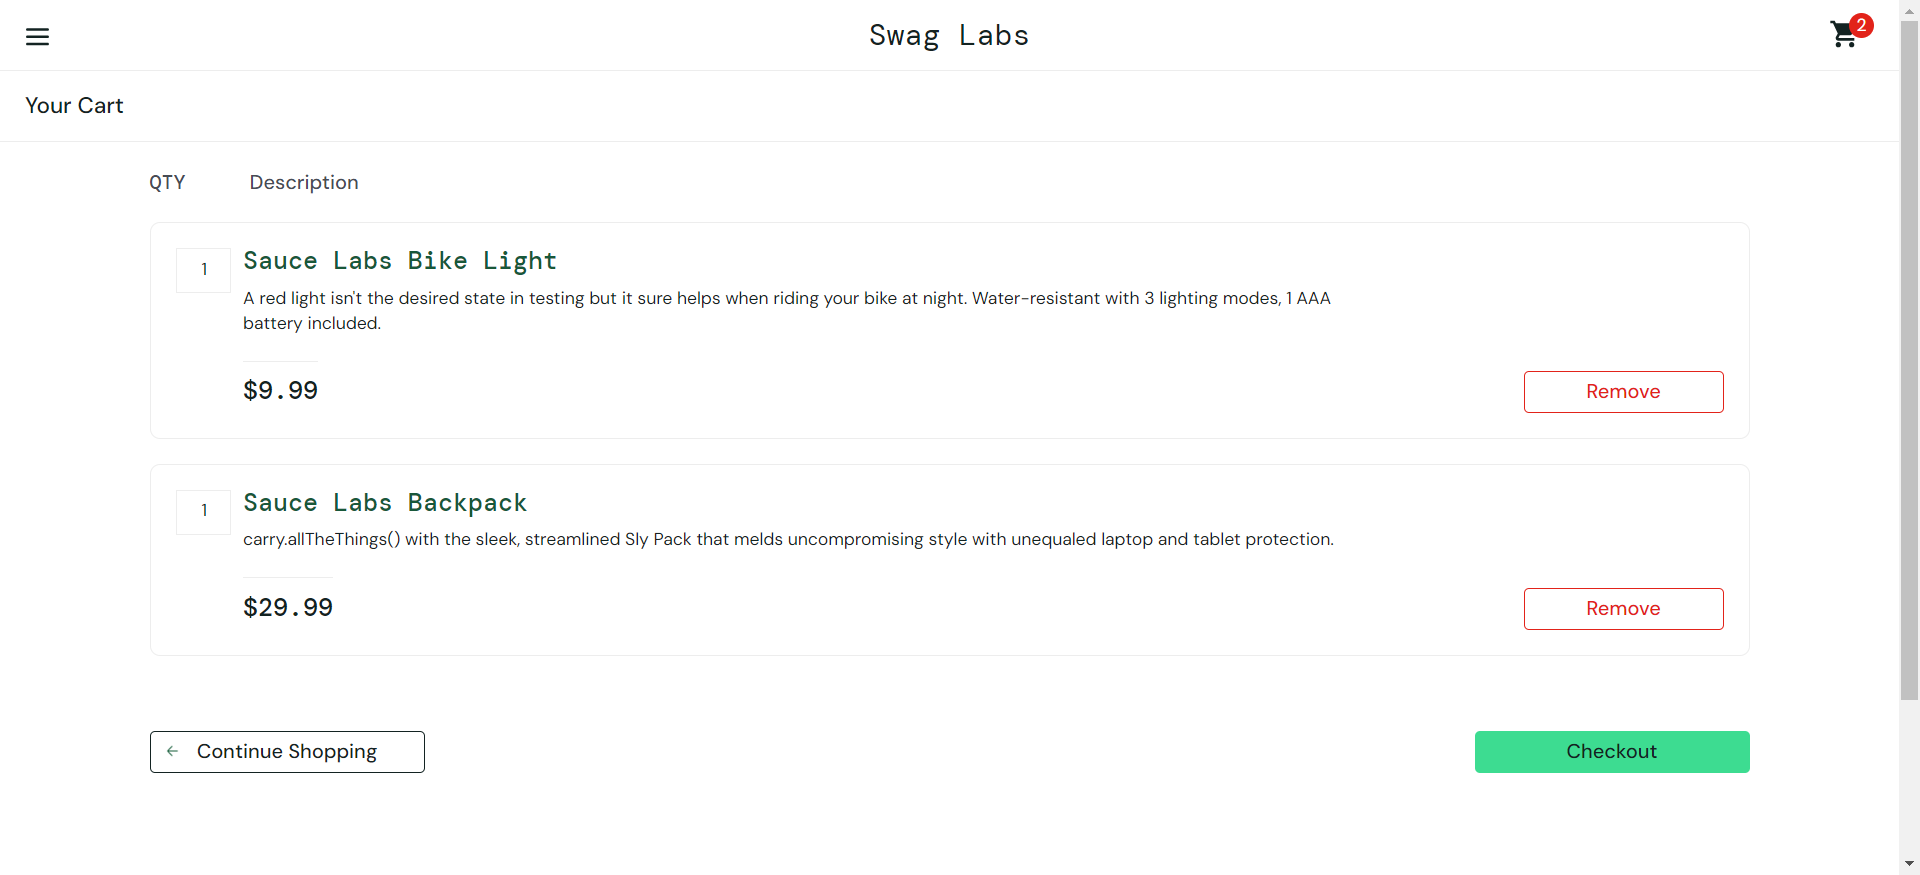 Swag Labs
2
Your Cart
QTY Description
1 Sauce Labs Bike Light
A red light isn't the desired state in testing but it sure helps when riding your bike at night. Water-resistant with 3 lighting modes, 1 AAA
battery included.
$9.99
Remove
1 Sauce Labs Backpack
carry.allTheThings() with the sleek, streamlined Sly Pack that melds uncompromising style with unequaled laptop and tablet protection.
$29.99
Remove
Continue Shopping
Checkout